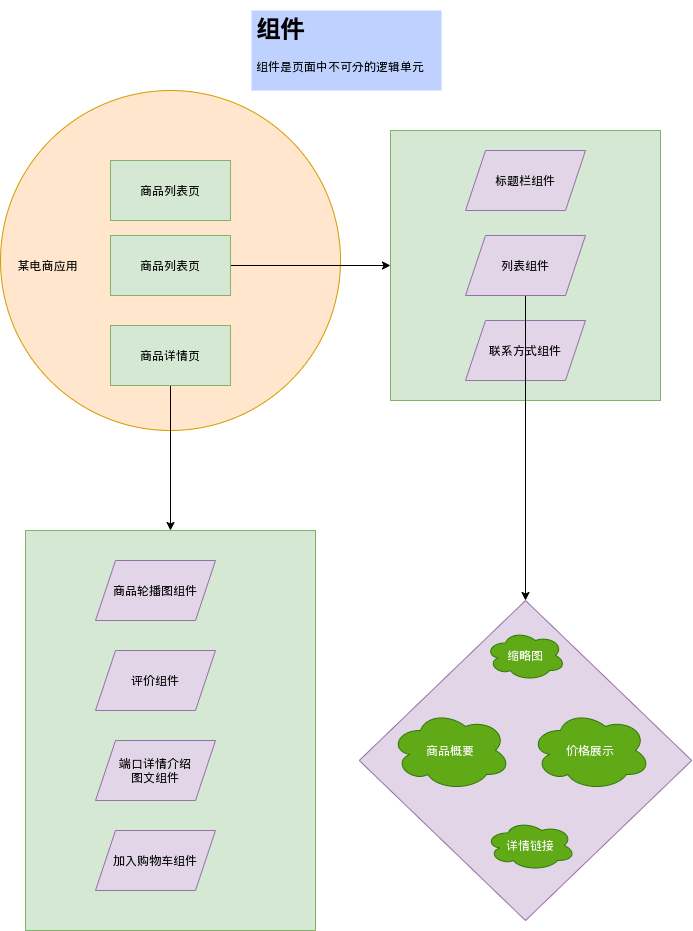 组件
组件是页面中不可分的逻辑单元
某电商应用
商品列表页
商品列表页
商品详情页
标题栏组件
列表组件
联系方式组件
商品轮播图组件
评价组件
端口详情介绍
图文组件
加入购物车组件
缩略图
商品概要
价格展示
详情链接